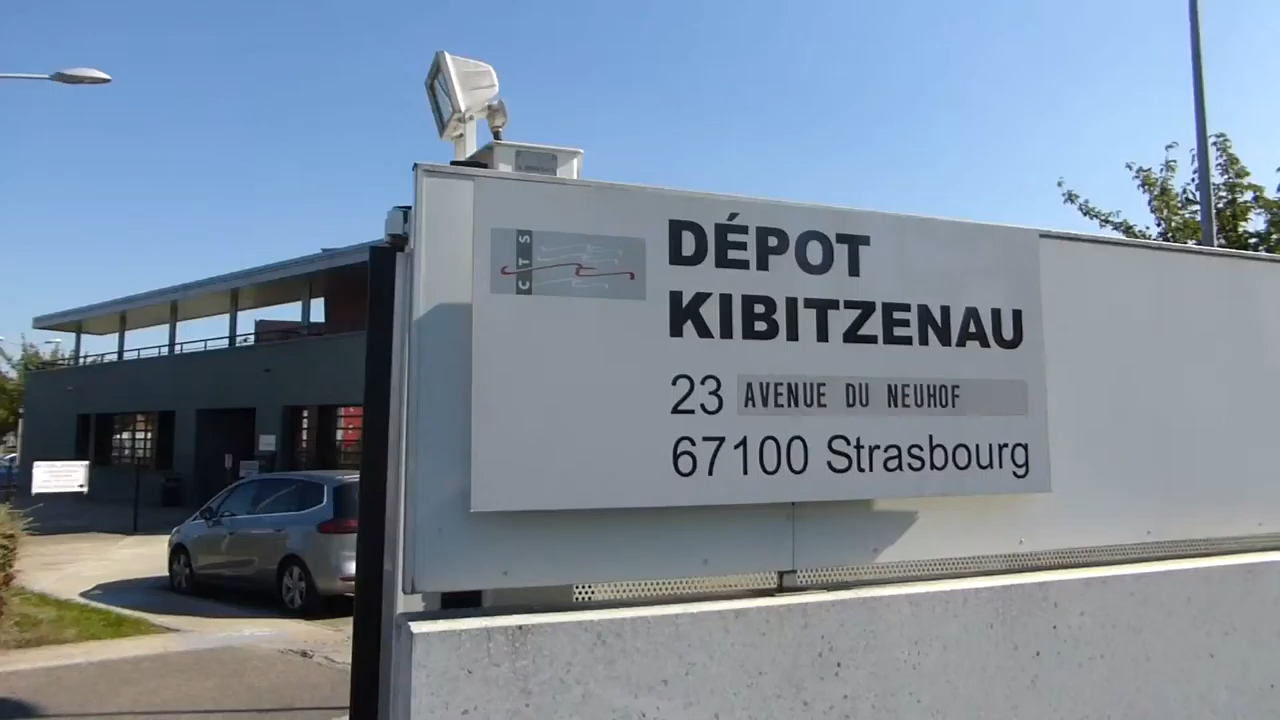 CTS
DÉPOT
KIBITZENAU
23 AVENUE DU NEUHOF
67100 Strasbourg